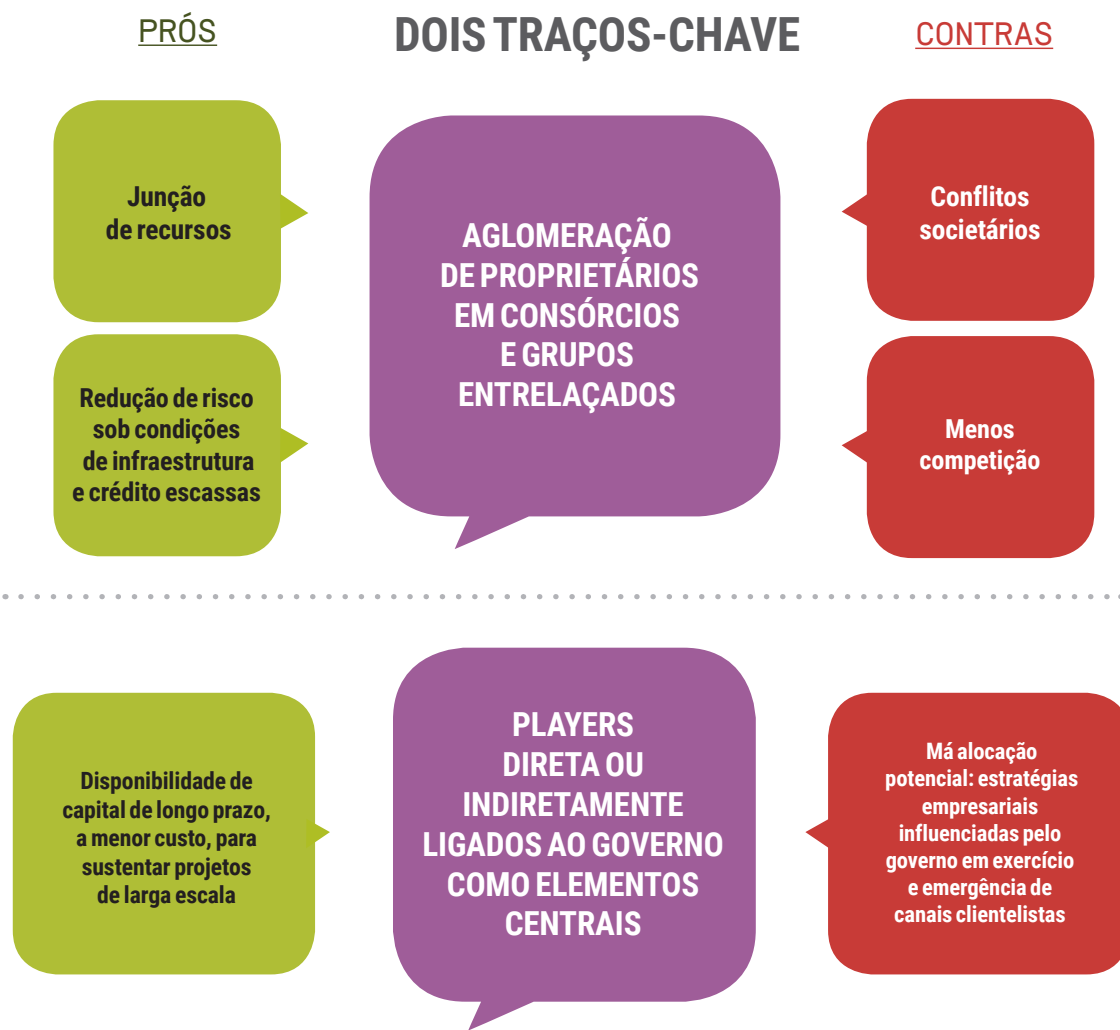 PRÓS
DOIS TRAÇOS-CHAVE
CONTRAS
Junção
de recursos
Redução de risco
sob condições
de infraestrutura
e crédito escassas
AGLOMERAÇÃO
DE PROPRIETÁRIOS
EM CONSÓRCIOS
E GRUPOS
ENTRELAÇADOS
Conflitos
societários
Menos
competição
Disponibilidade de
capital de longo prazo,
a menor custo, para
sustentar projetos
de larga escala
PLAYERS
DIRETA OU
INDIRETAMENTE
LIGADOS AO GOVERNO
COMO ELEMENTOS
CENTRAIS
Má alocação
potencial: estratégias
empresariais
influenciadas pelo
governo em exercício
e emergência de
canais clientelistas